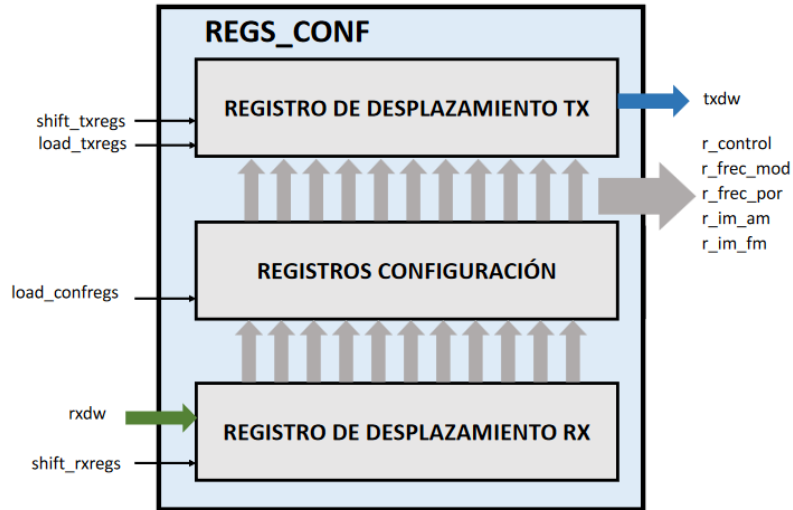 REGS_CONF
REGISTRO DE DESPLAZAMIENTO TX
txdw
shift_txregs
load_txregs
r_control
r_frec_mod
r_frec_por
r_im_am
r_im_fm
REGISTROS CONFIGURACIÓN
load_confregs
rxdw
REGISTRO DE DESPLAZAMIENTO RX
shift_rxregs